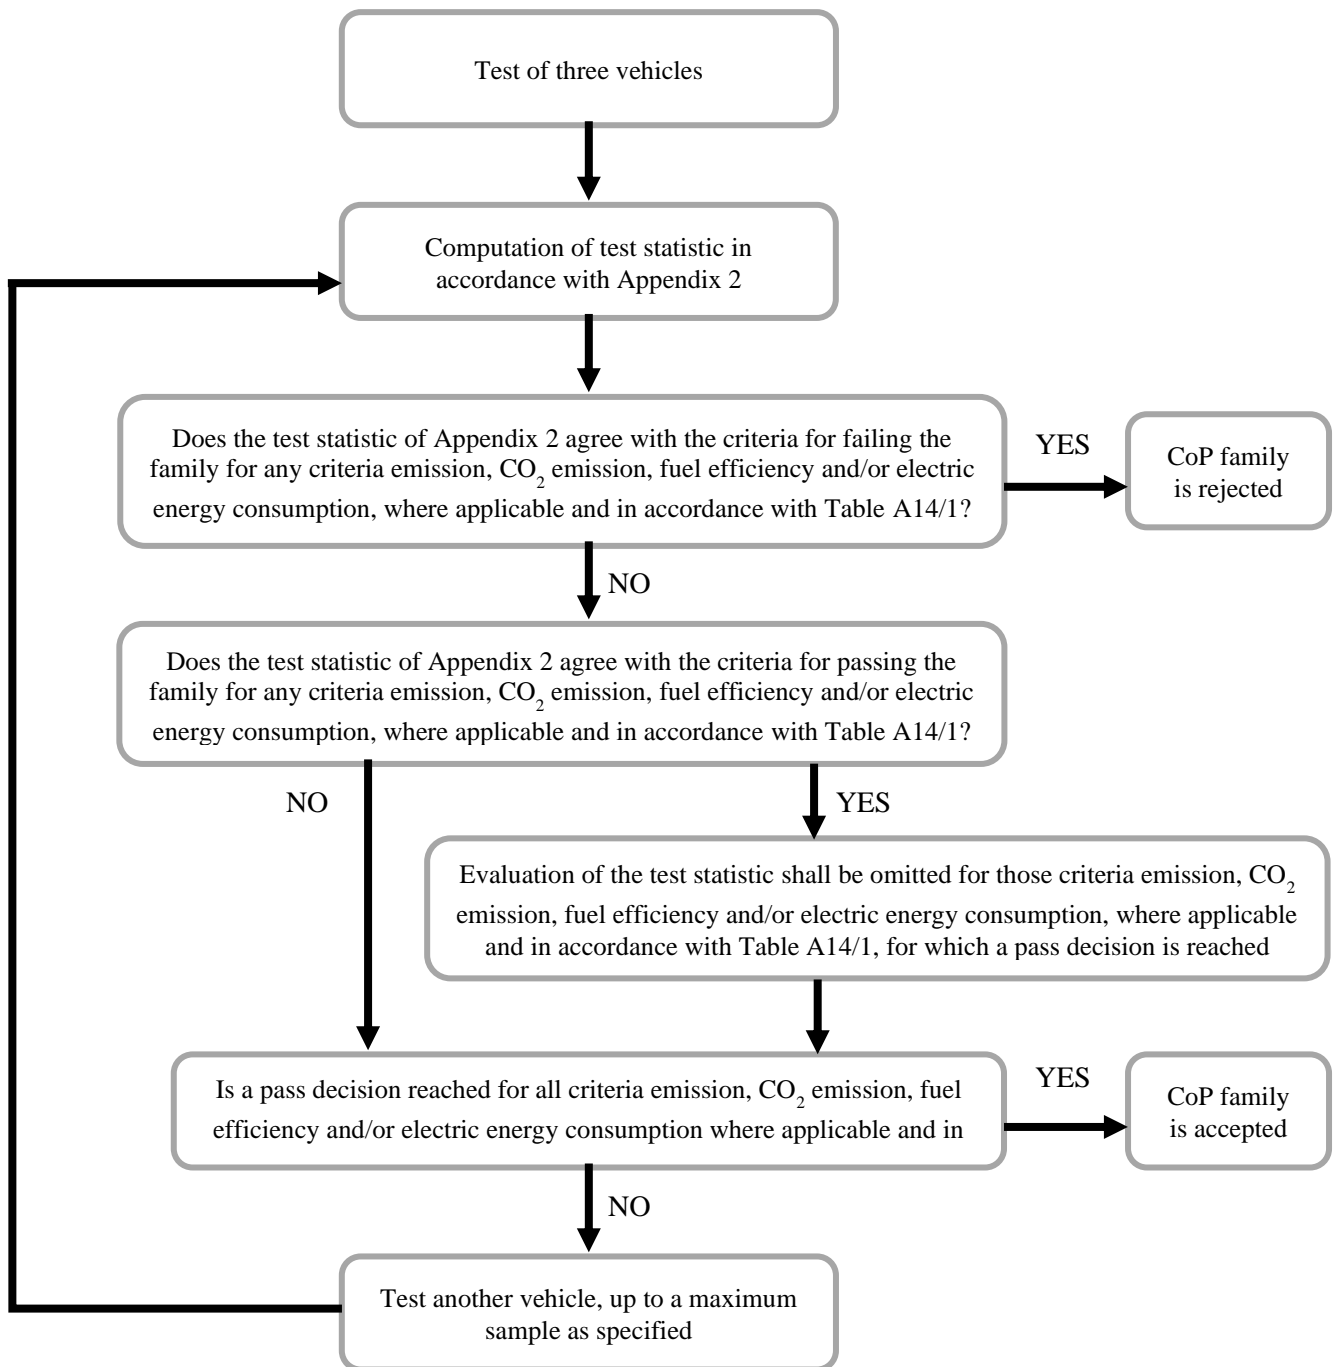 Test of three vehicles
Computation of test statistic in
accordance with Appendix 2
Does the test statistic of Appendix 2 agree with the criteria for failing the
family for any criteria emission, CO2 emission, fuel efficiency and/or electric
energy consumption, where applicable and in accordance with Table A14/1?
YES
CoP family
is rejected
NO
Does the test statistic of Appendix 2 agree with the criteria for passing the
family for any criteria emission, CO2 emission, fuel efficiency and/or electric
energy consumption, where applicable and in accordance with Table A14/1?
NO
YES
Evaluation of the test statistic shall be omitted for those criteria emission, CO2
emission, fuel efficiency and/or electric energy consumption, where applicable
and in accordance with Table A14/1, for which a pass decision is reached
Is a pass decision reached for all criteria emission, CO2 emission, fuel
efficiency and/or electric energy consumption where applicable and in
YES
CoP family
is accepted
NO
Test another vehicle, up to a maximum
sample as specified